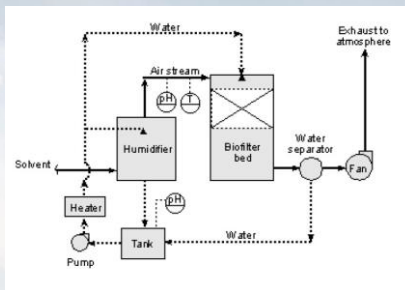 Water
Exhaust to
atmosphere
Air stream
pH
T
Solvent
Humidifier
Biofilter
bed
Water
separator
Fan
Heater
pH
Tank
Water
Pump